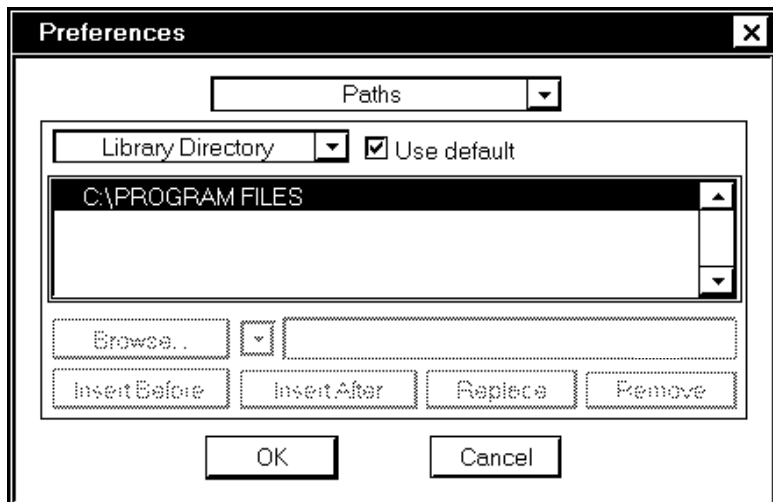 Preferences
Paths
Library Directory Use default
C:\PROGRAM FILES
Browse...
Insert Before Insert After Replace Remove
OK Cancel